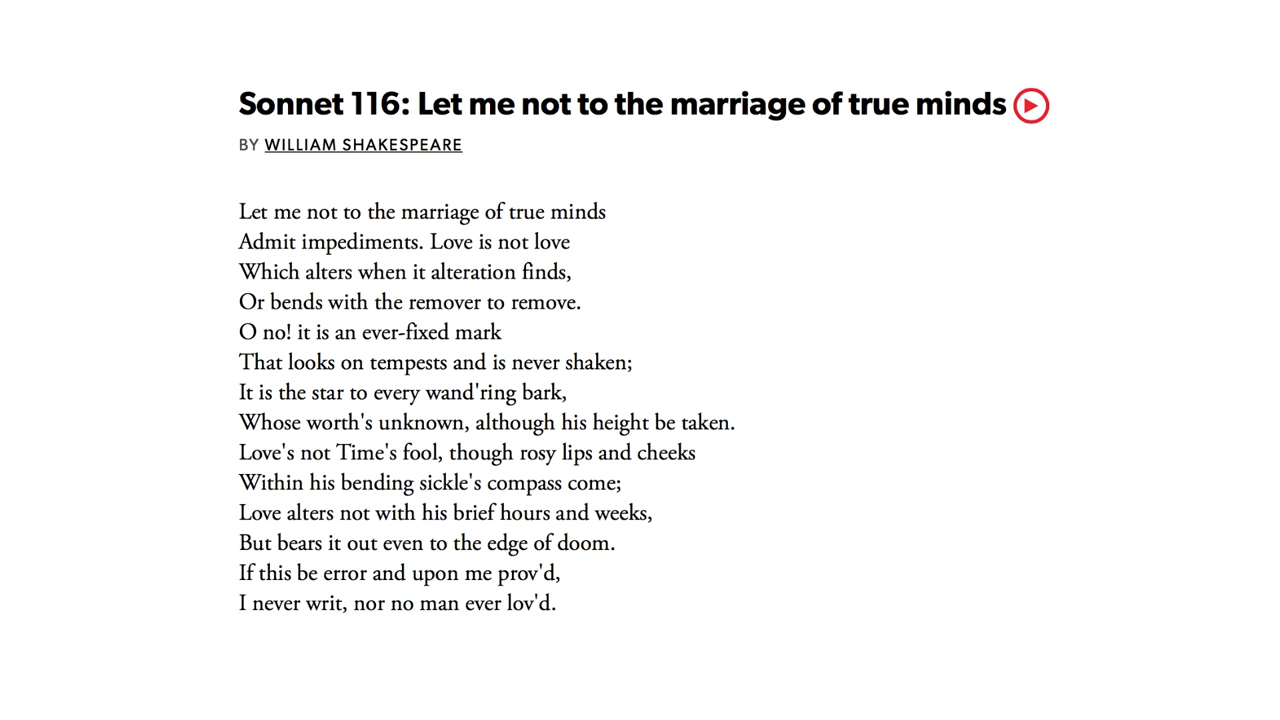 Sonnet 116: Let me not to the marriage of true minds
BY WILLIAM SHAKESPEARE
Let me not to the marriage of true minds
Admit impediments. Love is not love
Which alters when it alteration finds,
Or bends with the remover to remove.
O no! it is an ever-fixed mark
That looks on tempests and is never shaken;
It is the star to every wand'ring bark,
Whose worth's unknown, although his height be taken.
Love's not Time's fool, though rosy lips and cheeks
Within his bending sickle's compass come;
Love alters not with his brief hours and weeks,
But bears it out even to the edge of doom.
If this be error and upon me prov'd,
I never writ, nor no man ever lov'd.